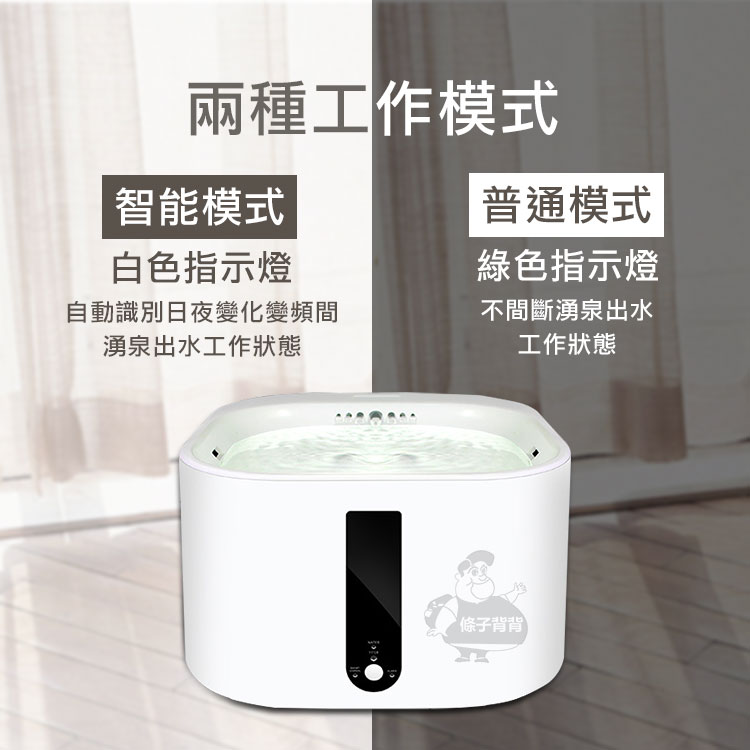 兩種工作模式
智能模式
白色指示燈
自動識別日夜變化變頻間
湧泉出水工作狀態
普通模式
綠色指示燈
不間斷湧泉出水
工作狀態
條子背背